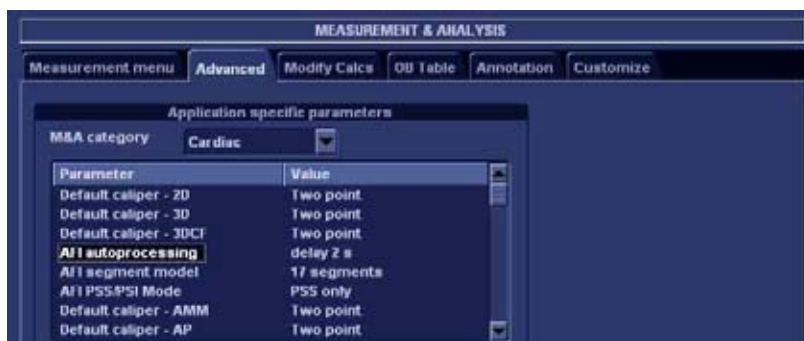 MEASUREMENT & ANALYSIS
Measurement menu Advanced Modify Calcs OB Table Annotation Customize
Application specific parameters
M&A category Cardiac
Parameter Value
Default caliper - 2D Two point
Default caliper - 3D Two point
Default caliper - 3DCF Two point
AFI autoprocessing delay 2 s
AFI segment model 17 segments
AFI PSS/PSI Mode PSS only
Default caliper - AMM Two point
Default caliper - AP Two point